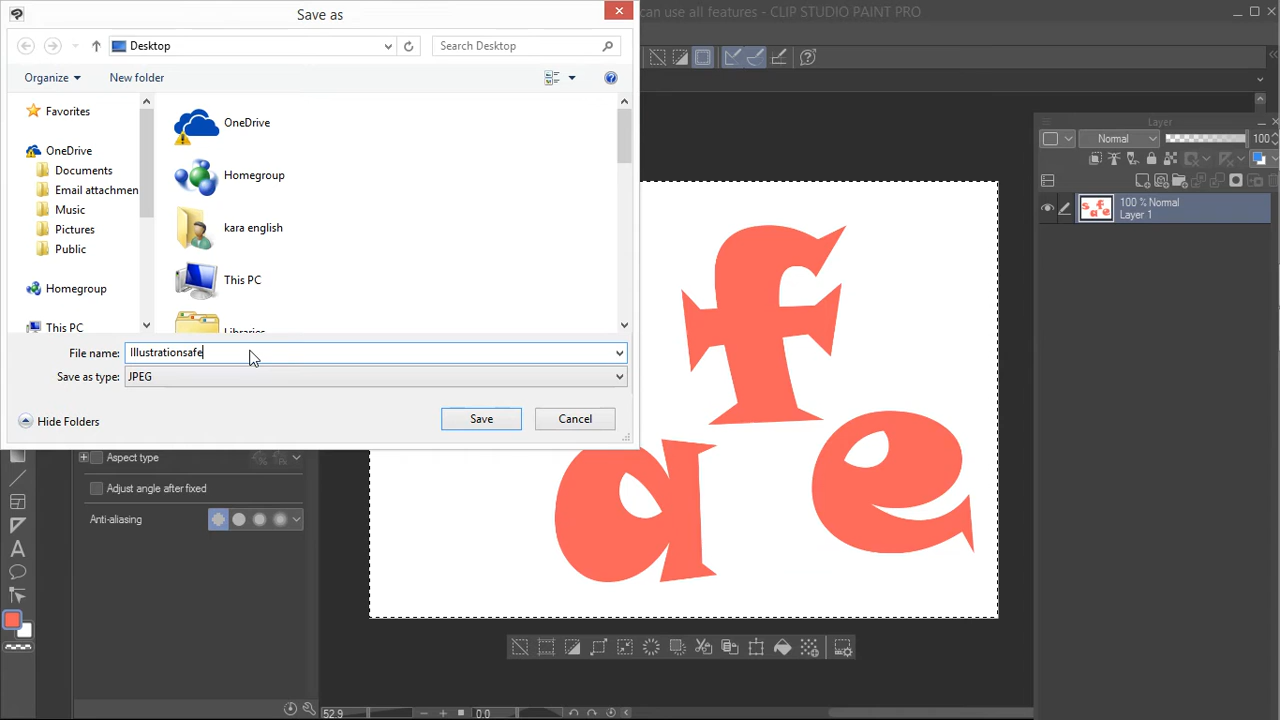 Save as
can use all features - CLIP STUDIO PAINT PRO
Desktop
Search Desktop
Organize
New folder
Favorites
OneDrive
Documents
Email attachmen
Music
Pictures
Public
Homegroup
This PC
OneDrive
Homegroup
kara english
This PC
Libraries
File name:
Illustrationsafe
Save as type:
JPEG
Hide Folders
Save
Cancel
Layer
Normal
100
100 % Normal
Layer 1
f
a e
Aspect type
Adjust angle after fixed
Anti-aliasing
52.9
0.0